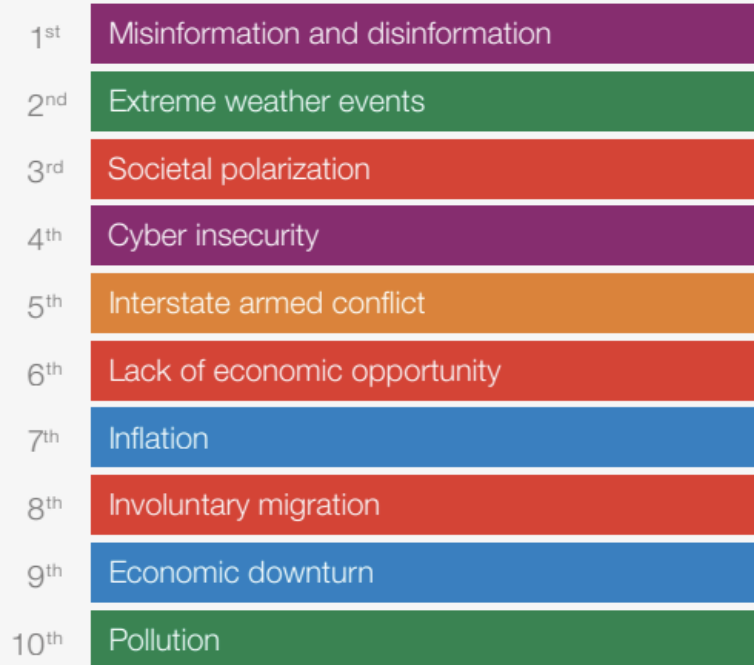 1st Misinformation and disinformation
2nd Extreme weather events
3rd Societal polarization
4th Cyber insecurity
5th Interstate armed conflict
6th Lack of economic opportunity
7th Inflation
8th Involuntary migration
9th Economic downturn
10th Pollution